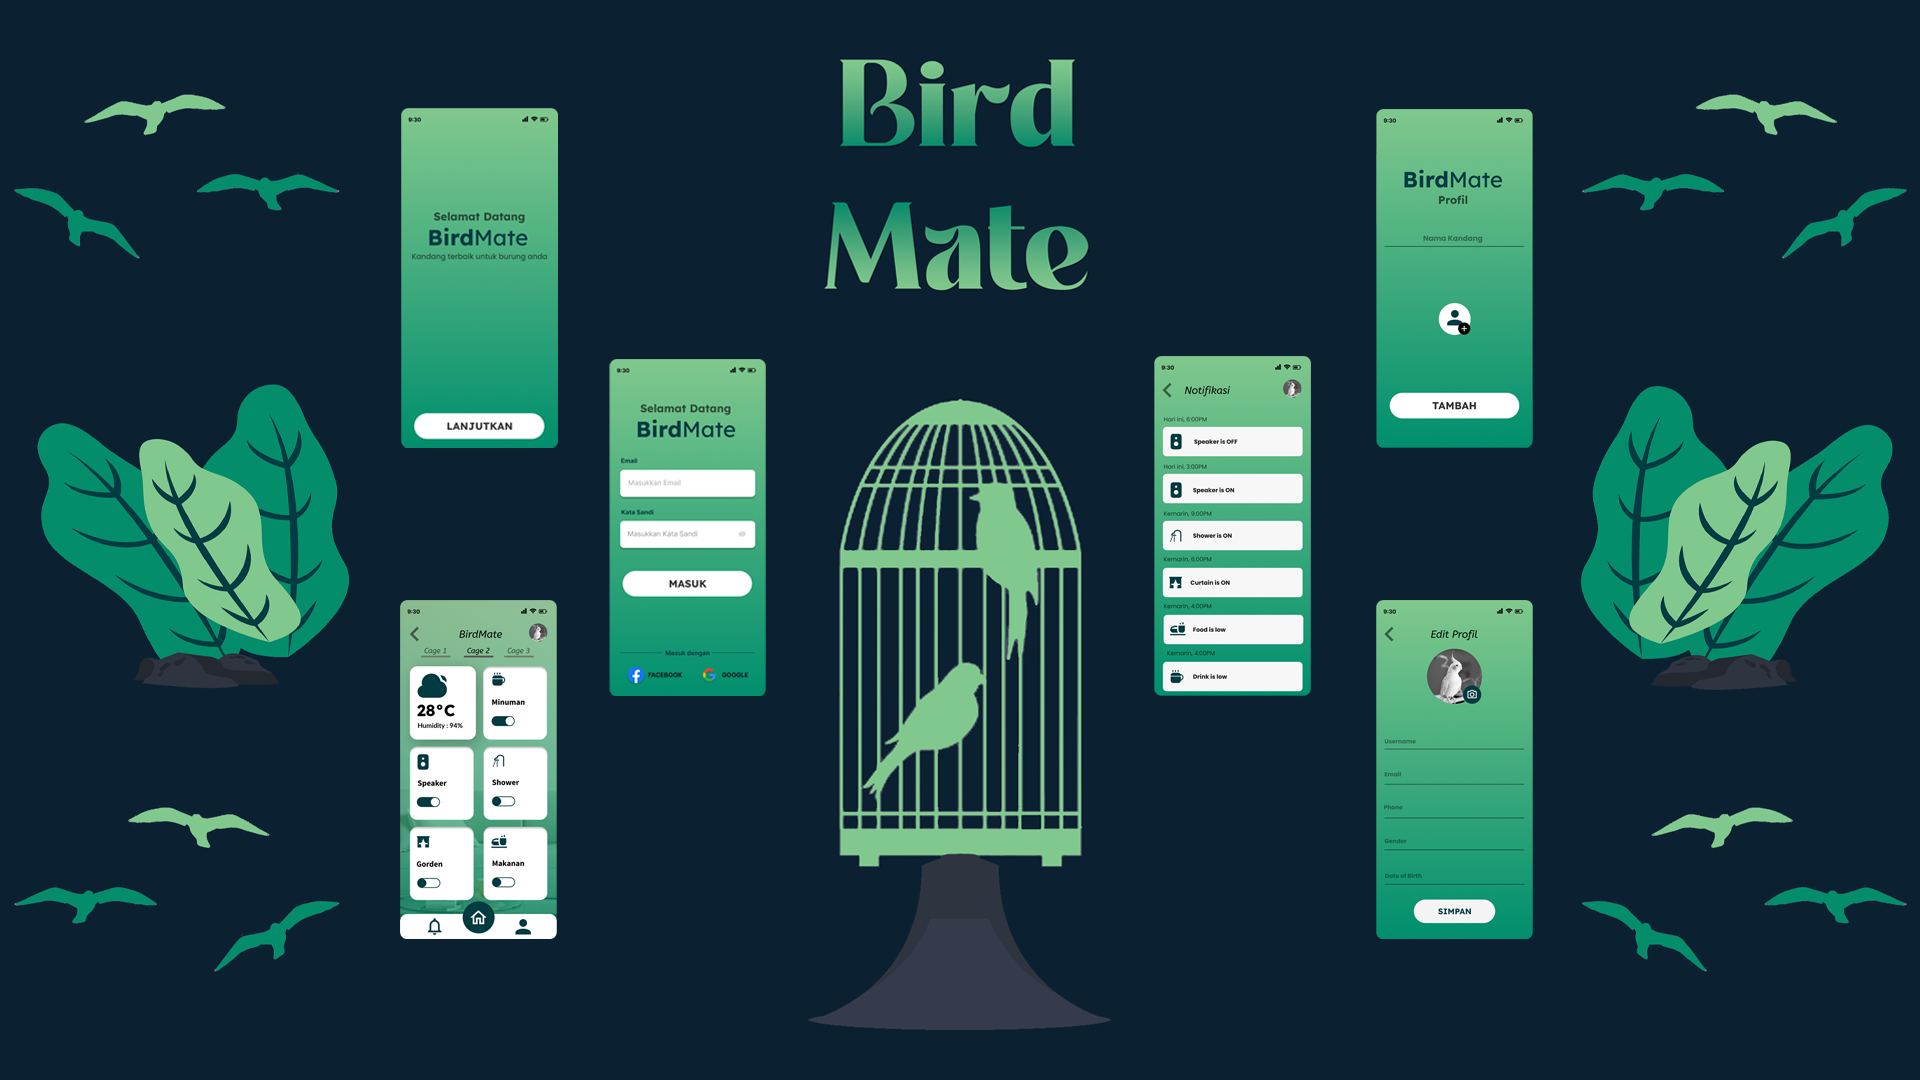 Bird
Mate
9:30
Selamat Datang
BirdMate
Kandang terbaik untuk burung anda
LANJUTKAN
9:30
Selamat Datang
BirdMate
Email
Masukkan Email
Kata Sandi
Masukkan Kata Sandi
MASUK
Masuk dengan
FACEBOOK
GOOGLE
9:30
BirdMate
Cage 1
Cage 2
Cage 3
28°C
Humidity : 94%
Minuman
Speaker
Shower
Gorden
Makanan
9:30
Notifikasi
Hari ini, 6:00PM
Speaker is OFF
Hari ini, 3:00PM
Speaker is ON
Kemarin, 9:00PM
Shower is ON
Kemarin, 6:00PM
Curtain is ON
Kemarin, 4:00PM
Food is low
Kemarin, 4:00PM
Drink is low
9:30
BirdMate
Profil
Nama Kandang
TAMBAH
9:30
Edit Profil
Username
Email
Phone
Gender
Date of Birth
SIMPAN